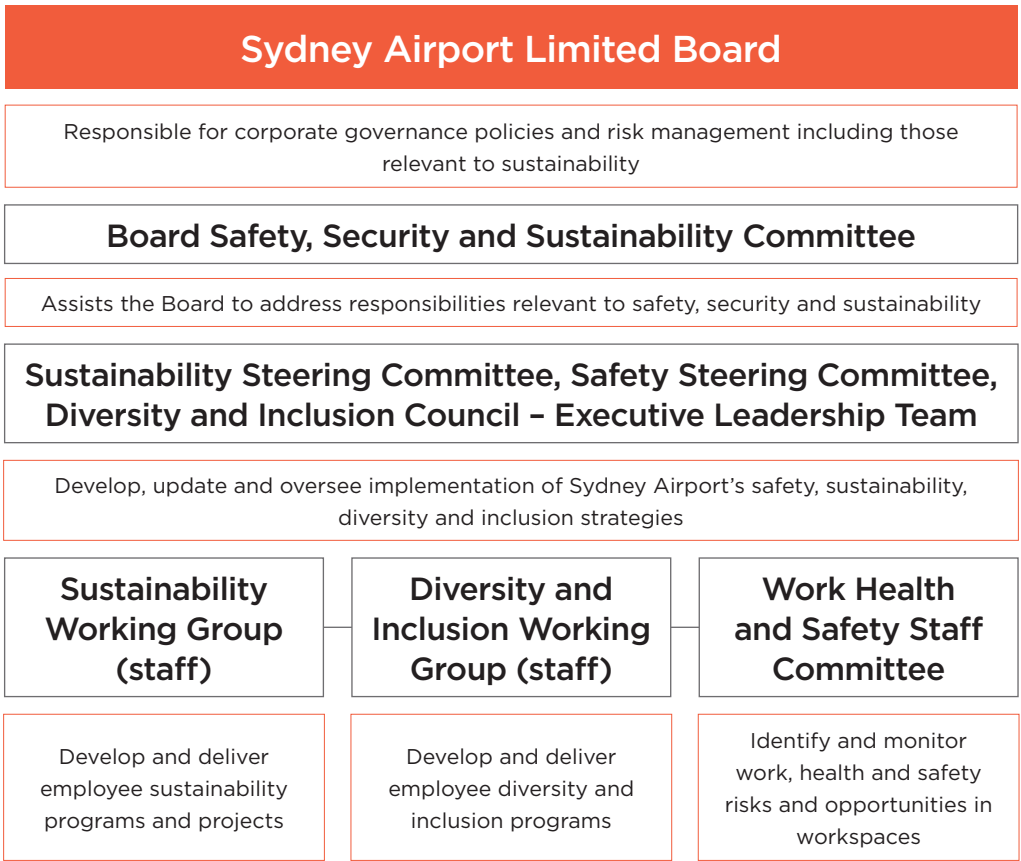 Sydney Airport Limited Board
Responsible for corporate governance policies and risk management including those
relevant to sustainability
Board Safety, Security and Sustainability Committee
Assists the Board to address responsibilities relevant to safety, security and sustainability
Sustainability Steering Committee, Safety Steering Committee,
Diversity and Inclusion Council – Executive Leadership Team
Develop, update and oversee implementation of Sydney Airport’s safety, sustainability,
diversity and inclusion strategies
Sustainability
Working Group
(staff)
Diversity and
Inclusion Working
Group (staff)
Work Health
and Safety Staff
Committee
Develop and deliver
employee sustainability
programs and projects
Develop and deliver
employee diversity and
inclusion programs
Identify and monitor
work, health and safety
risks and opportunities in
workspaces